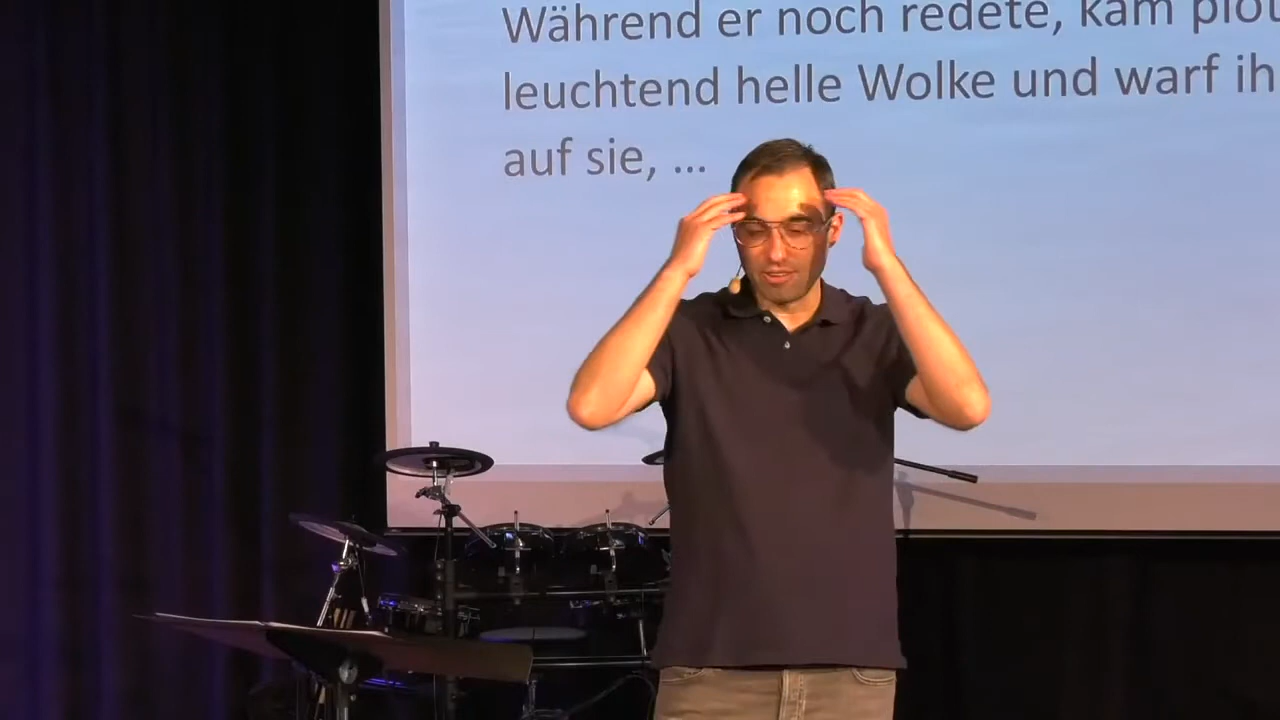 Während er noch redete, kam
leuchtend helle Wolke und warf
auf sie, ...